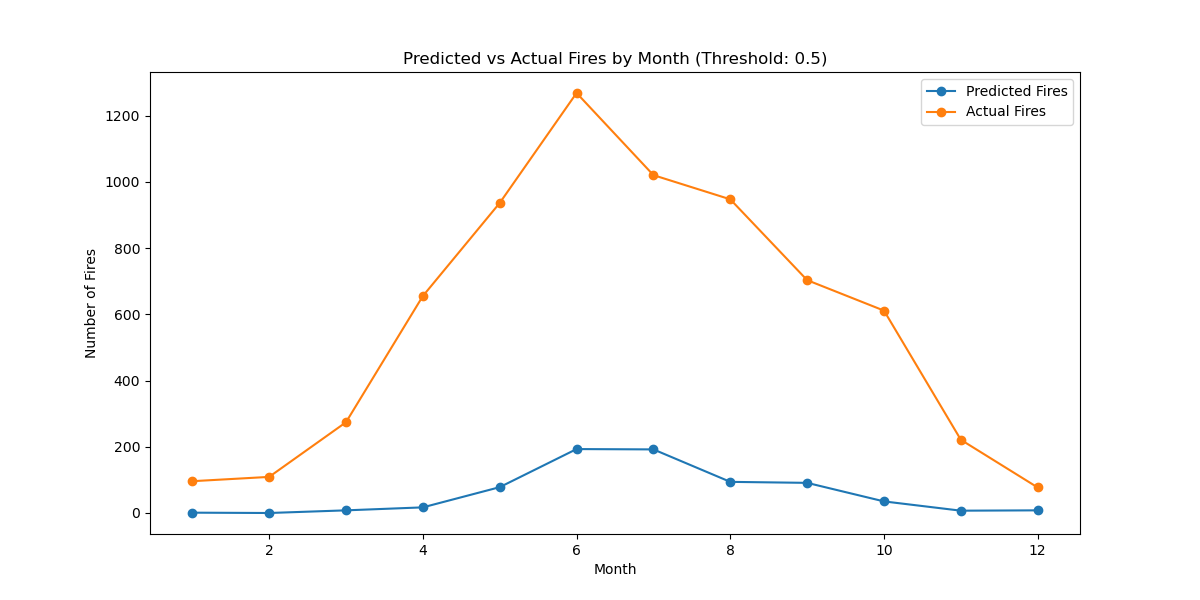 Predicted vs Actual Fires by Month (Threshold: 0.5)
Predicted Fires
Actual Fires
Number of Fires
1200
1000
800
600
400
200
0
2 4 6 8 10 12
Month